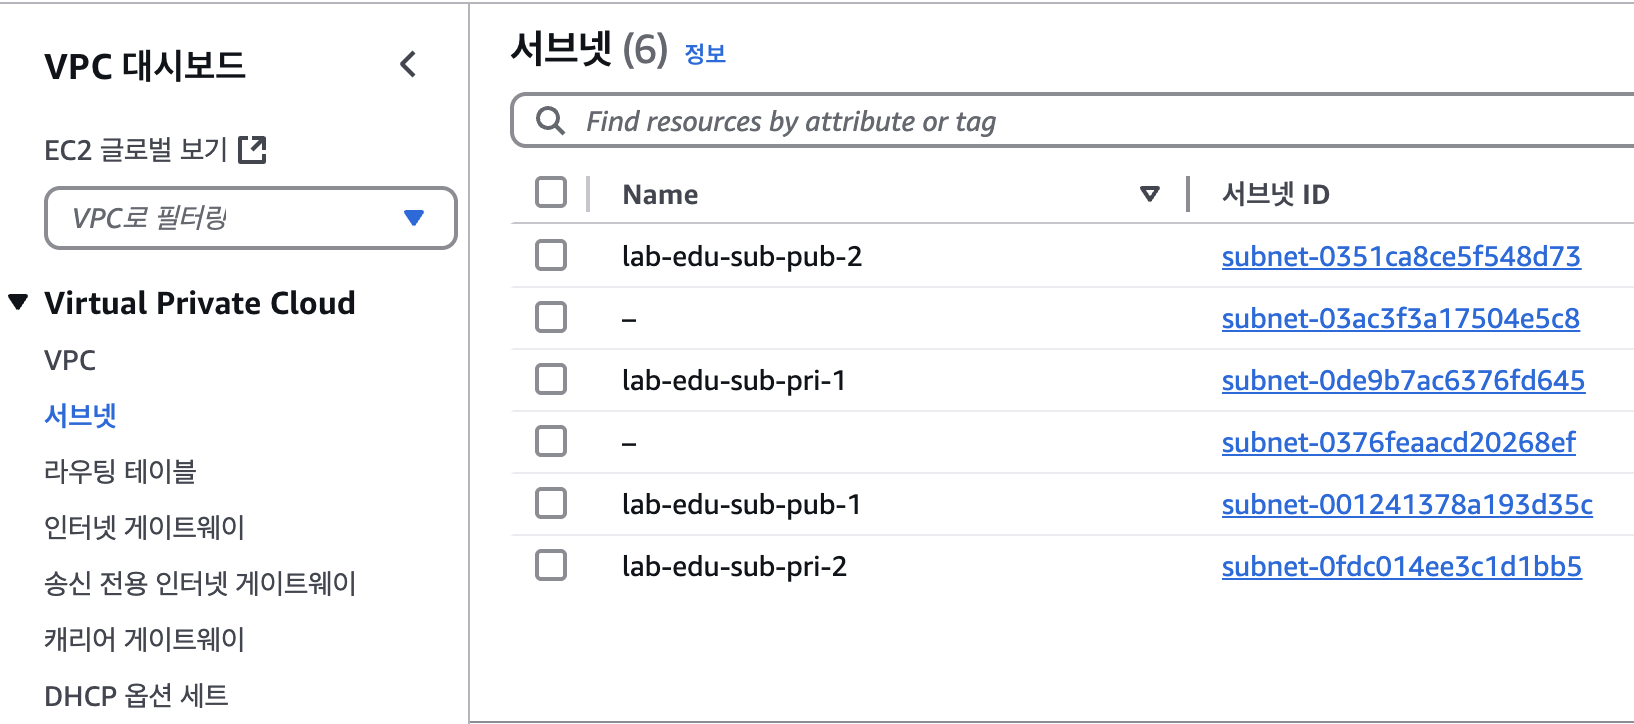 VPC 대시보드
EC2 글로벌 보기
VPC로 필터링
Virtual Private Cloud
VPC
서브넷
라우팅 테이블
인터넷 게이트웨이
송신 전용 인터넷 게이트웨이
캐리어 게이트웨이
DHCP 옵션 세트
서브넷 (6) 정보
Find resources by attribute or tag
Name 서브넷 ID
lab-edu-sub-pub-2 subnet-0351ca8ce5f548d73
– subnet-03ac3f3a17504e5c8
lab-edu-sub-pri-1 subnet-0de9b7ac6376fd645
– subnet-0376feaacd20268ef
lab-edu-sub-pub-1 subnet-001241378a193d35c
lab-edu-sub-pri-2 subnet-0fdc014ee3c1d1bb5